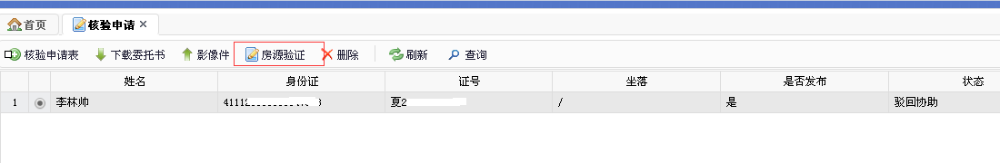 首页 核验申请
核验申请表 下载委托书 影像件 房源验证 删除 刷新 查询
姓名 身份证 证号 坐落 是否发布 状态
1 李林帅 4111 夏2 / 是 驳回协助